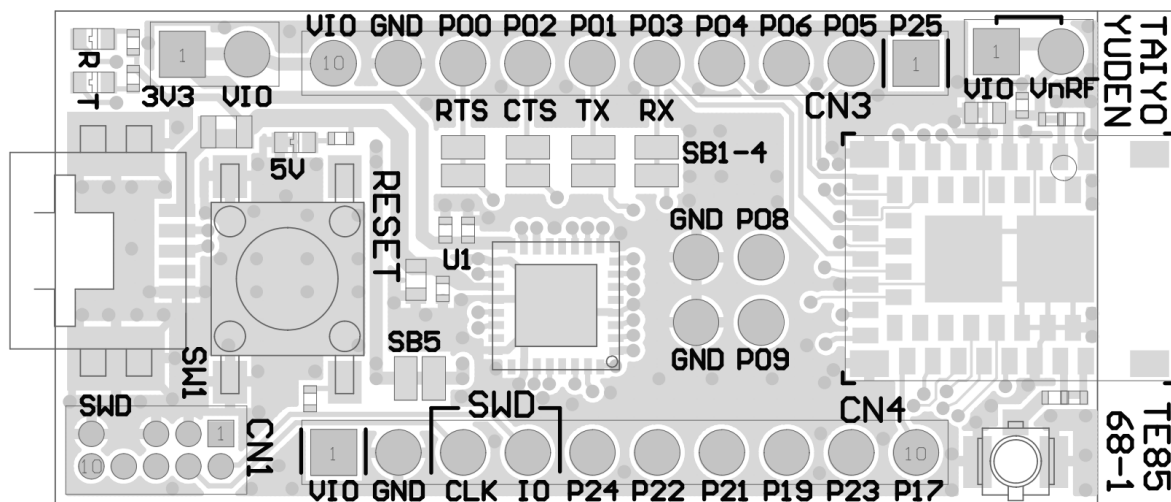 VIO GND P00 P02 P01 P03 P04 P06 P05 P25
TAIYO
YUDEN
R
T
1
10
1
1
3V3 VIO
RTS CTS TX RX
CN3
VIO VnRF
5V
SB1-4
RESET
U1
GND P08
GND P09
SW1
SB5
SWD
SWD
CN4
CN1
1
10
1
10
VIO GND CLK IO P24 P22 P21 P19 P23 P17
TE85
68-1